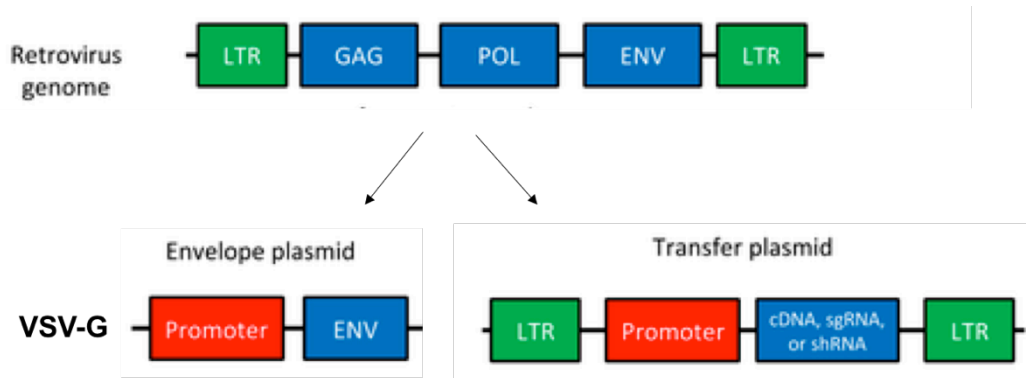 Retrovirus
genome
LTR
GAG
POL
ENV
LTR
Envelope plasmid
Transfer plasmid
VSV-G
Promoter
ENV
LTR
Promoter
cDNA, sgRNA,
or shRNA
LTR